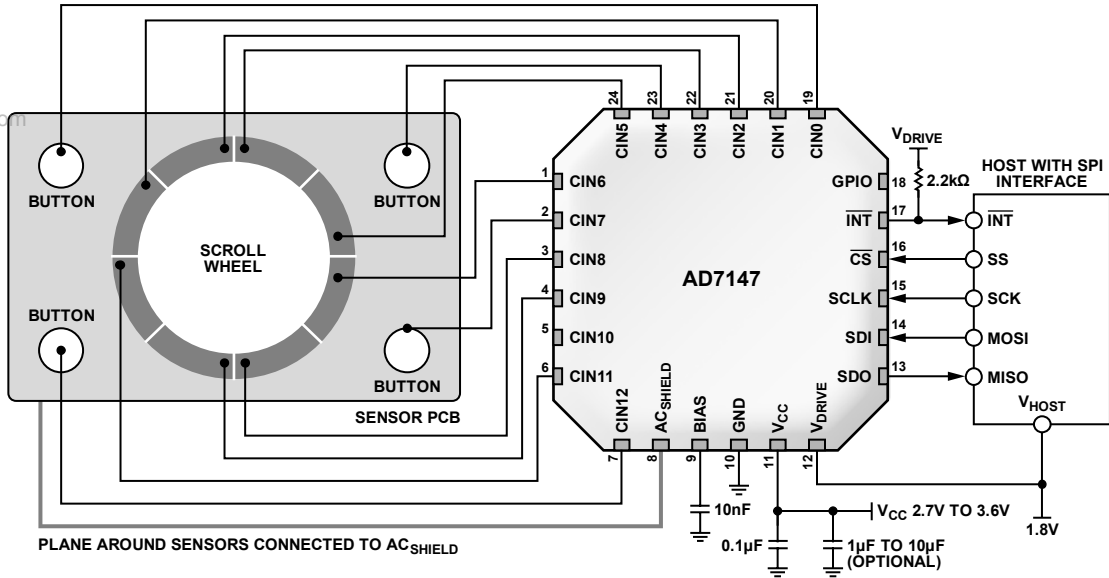 24
23
22
21
20
19
CIN5
CIN4
CIN3
CIN2
CIN1
CIN0
om
BUTTON
BUTTON
SCROLL
WHEEL
BUTTON
BUTTON
SENSOR PCB
1 CIN6
2 CIN7
3 CIN8
4 CIN9
5 CIN10
6 CIN11
AD7147
VDRIVE
2.2kΩ
GPIO 18
INT 17
CS 16
SCLK 15
SDI 14
SDO 13
HOST WITH SPI
INTERFACE
INT
SS
SCK
MOSI
MISO
VHOST
CIN12
ACSHIELD
BIAS
GND
VCC
VDRIVE
7
8
9
10
11
12
10nF
0.1µF
VCC 2.7V TO 3.6V
1µF TO 10µF
(OPTIONAL)
1.8V
PLANE AROUND SENSORS CONNECTED TO ACSHIELD